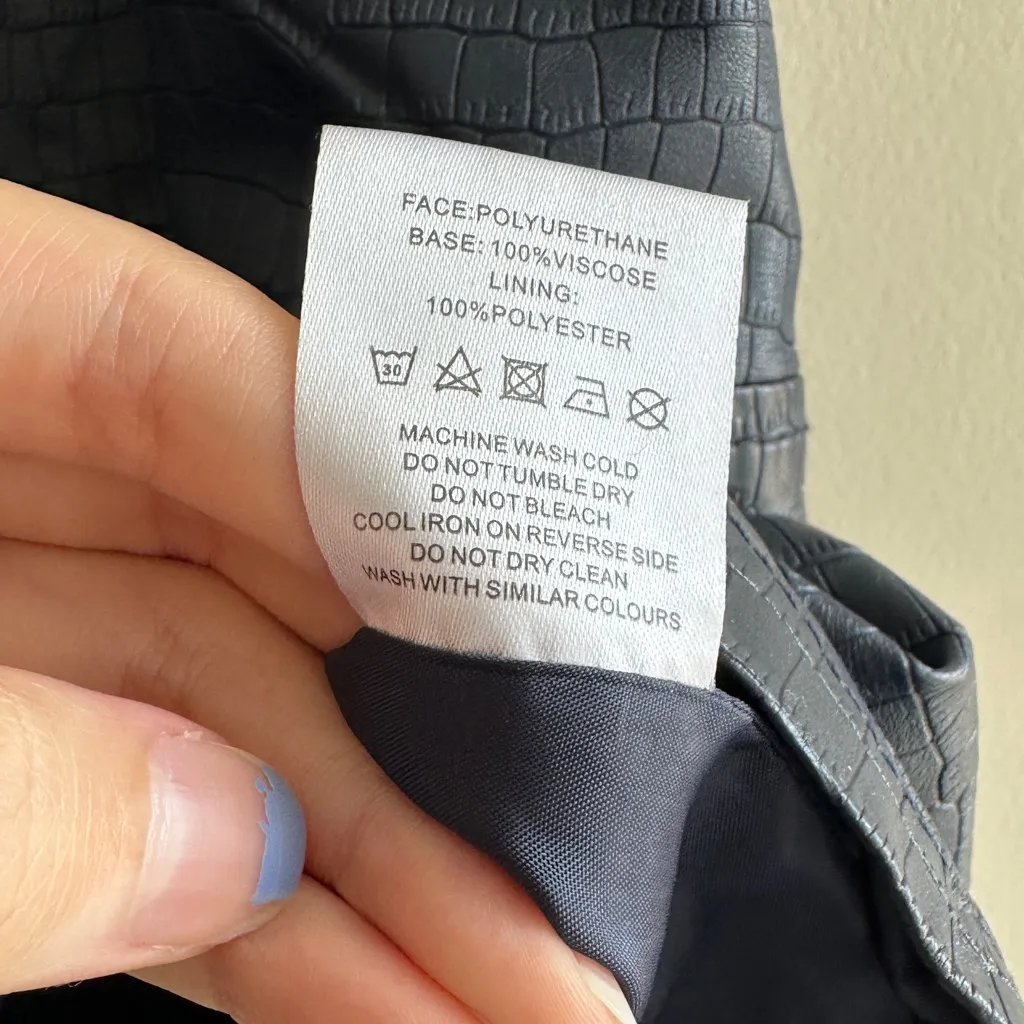 FACE:POLYURETHANE
BASE: 100%VISCOSE
LINING:
100%POLYESTER
30
MACHINE WASH COLD
DO NOT TUMBLE DRY
DO NOT BLEACH
COOL IRON ON REVERSE SIDE
DO NOT DRY CLEAN
WASH WITH SIMILAR COLOURS